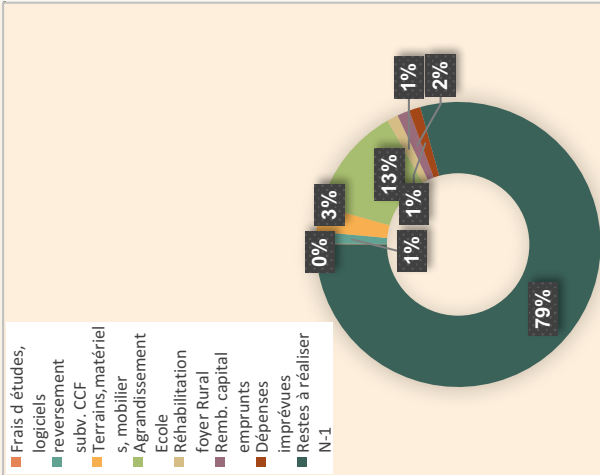 Frais d études,
logiciels
reversement
subv. CCF
Terrains,matériel
s, mobilier
Agrandissement
Ecole
Réhabilitation
foyer Rural
Remb. capital
emprunts
Dépenses
imprévues
Restes à réaliser
N-1
0%
1%
3%
13%
1%
1%
2%
79%